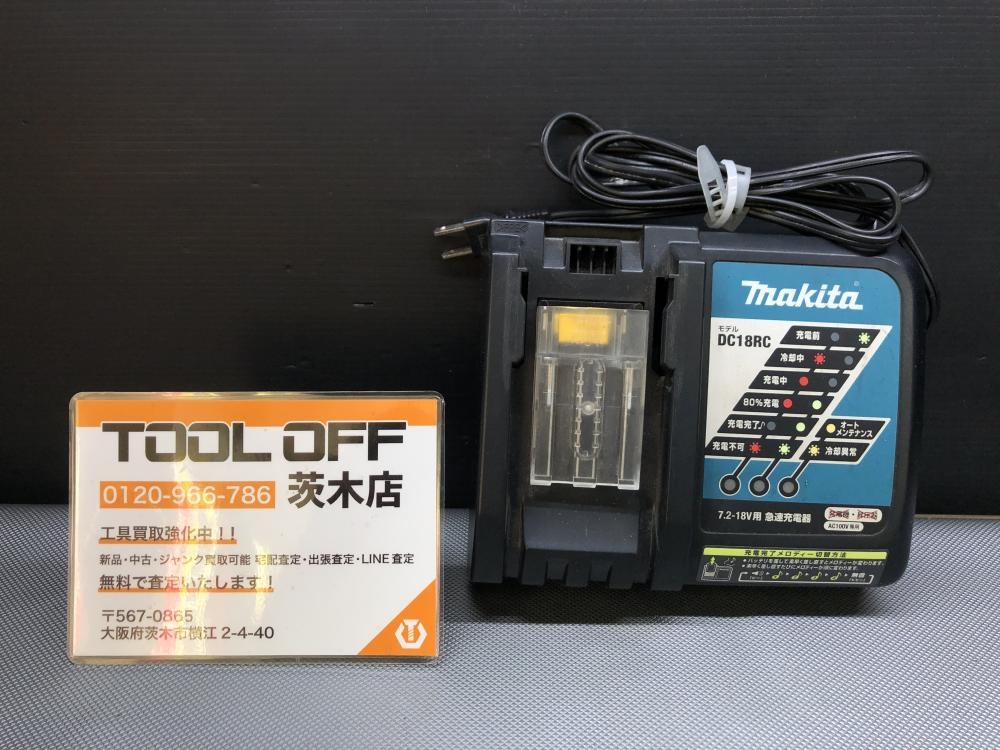 TOOL OFF
0120-966-786 茨木店
工具買取強化中！！
新品・中古・ジャンク買取可能 宅配査定・出張査定・LINE査定
無料で査定いたします！
〒567-0865
大阪府茨木市横江 2-4-40
makita
モデル
DC18RC
充電前
冷却中
充電中
80%充電
充電完了♪
オート
メンテナンス
充電不可
冷却異常
7.2-18V用 急速充電器
AC100V専用
充電完了メロディー切替方法